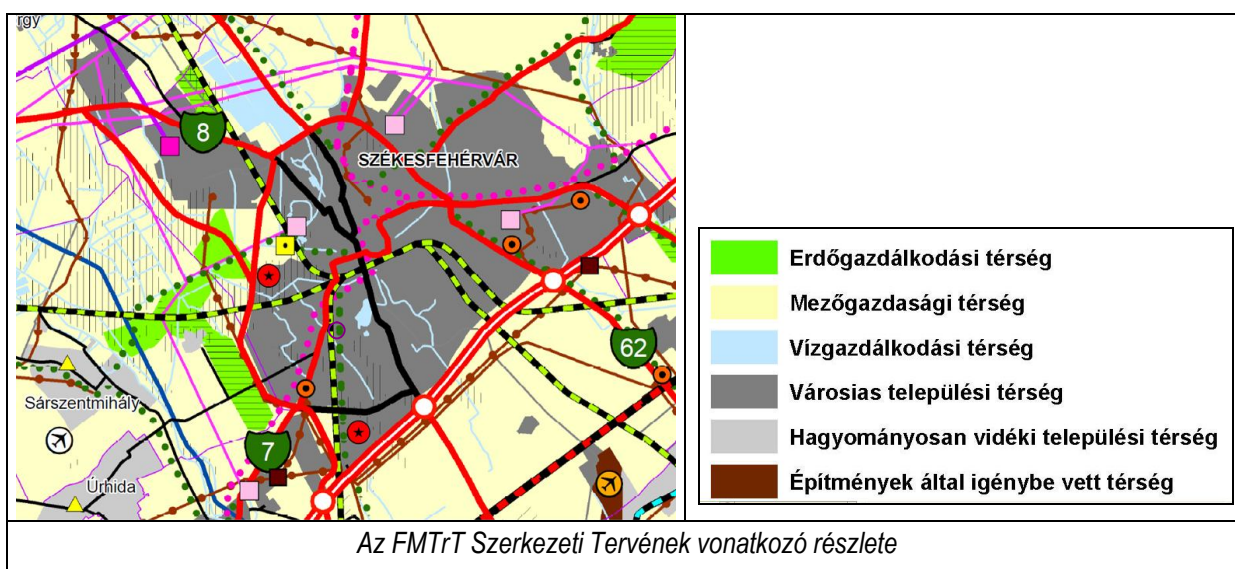 rgy
8
SZÉKESFEHÉRVÁR
62
Sárszentmihály
7
Úrhida
Erdőgazdálkodási térség
Mezőgazdasági térség
Vízgazdálkodási térség
Városias települési térség
Hagyományosan vidéki települési térség
Építmények által igénybe vett térség
Az FMTrT Szerkezeti Tervének vonatkozó részlete